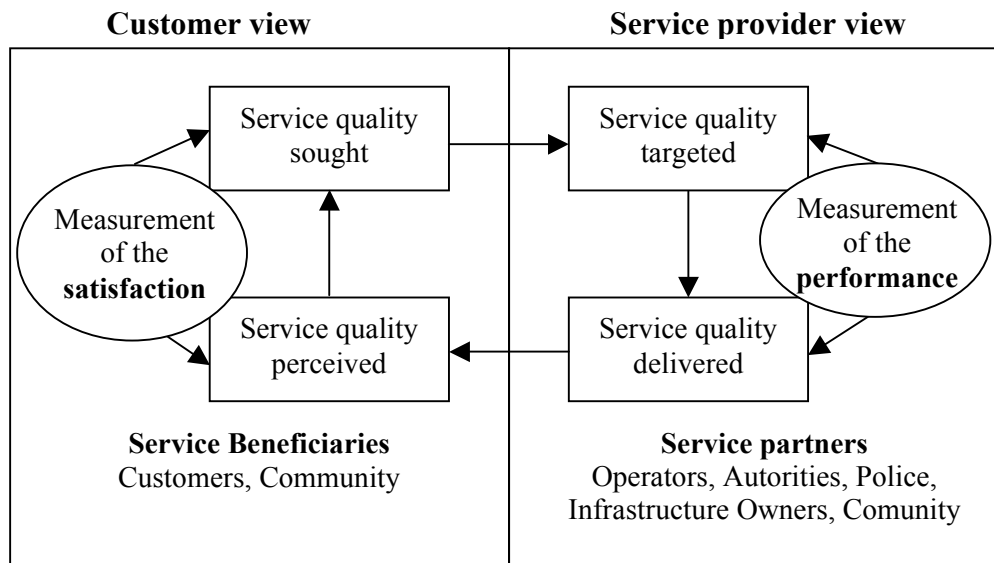 Customer view
Service provider view
Service quality
sought
Service quality
targeted
Measurement
of the
satisfaction
Measurement
of the
performance
Service quality
perceived
Service quality
delivered
Service Beneficiaries
Customers, Community
Service partners
Operators, Autorities, Police,
Infrastructure Owners, Comunity